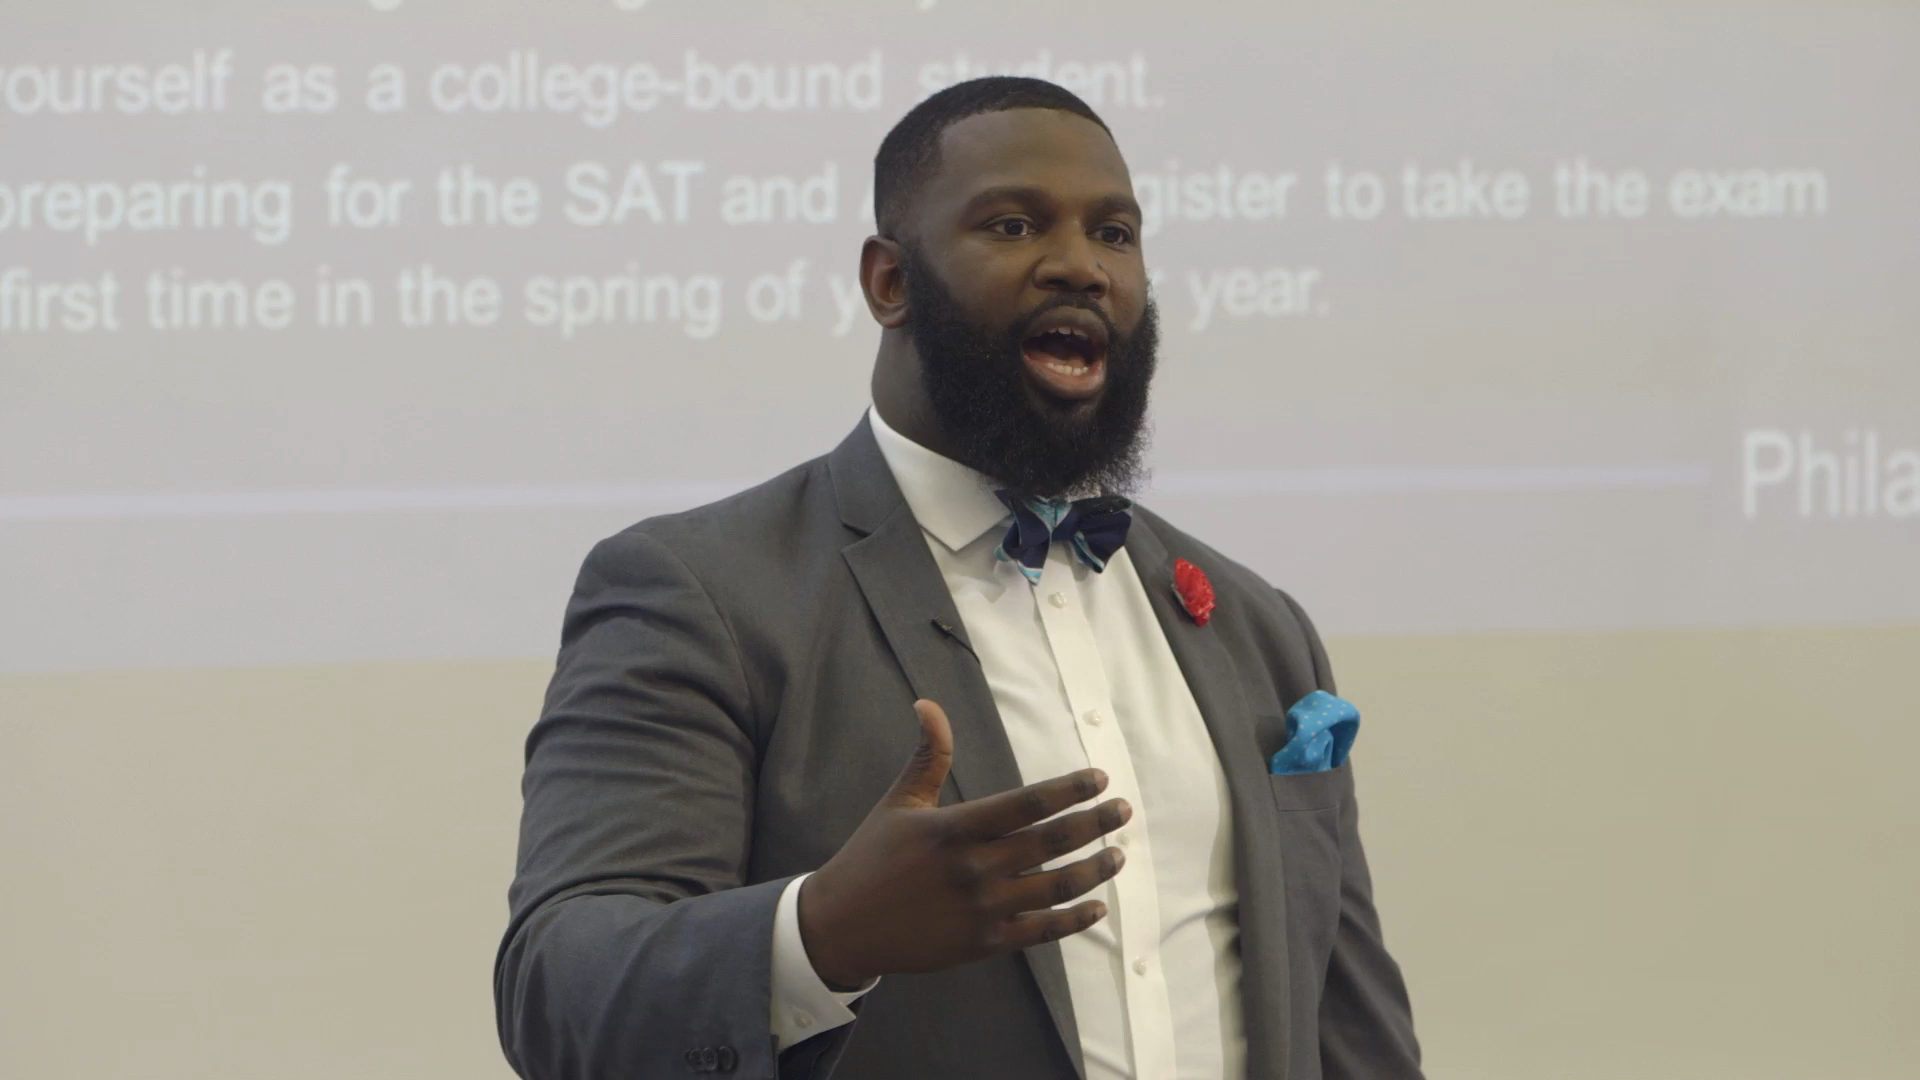 yourself as a college-bound student.
preparing for the SAT and
to take the exam
first time in the spring of
year.
Phila